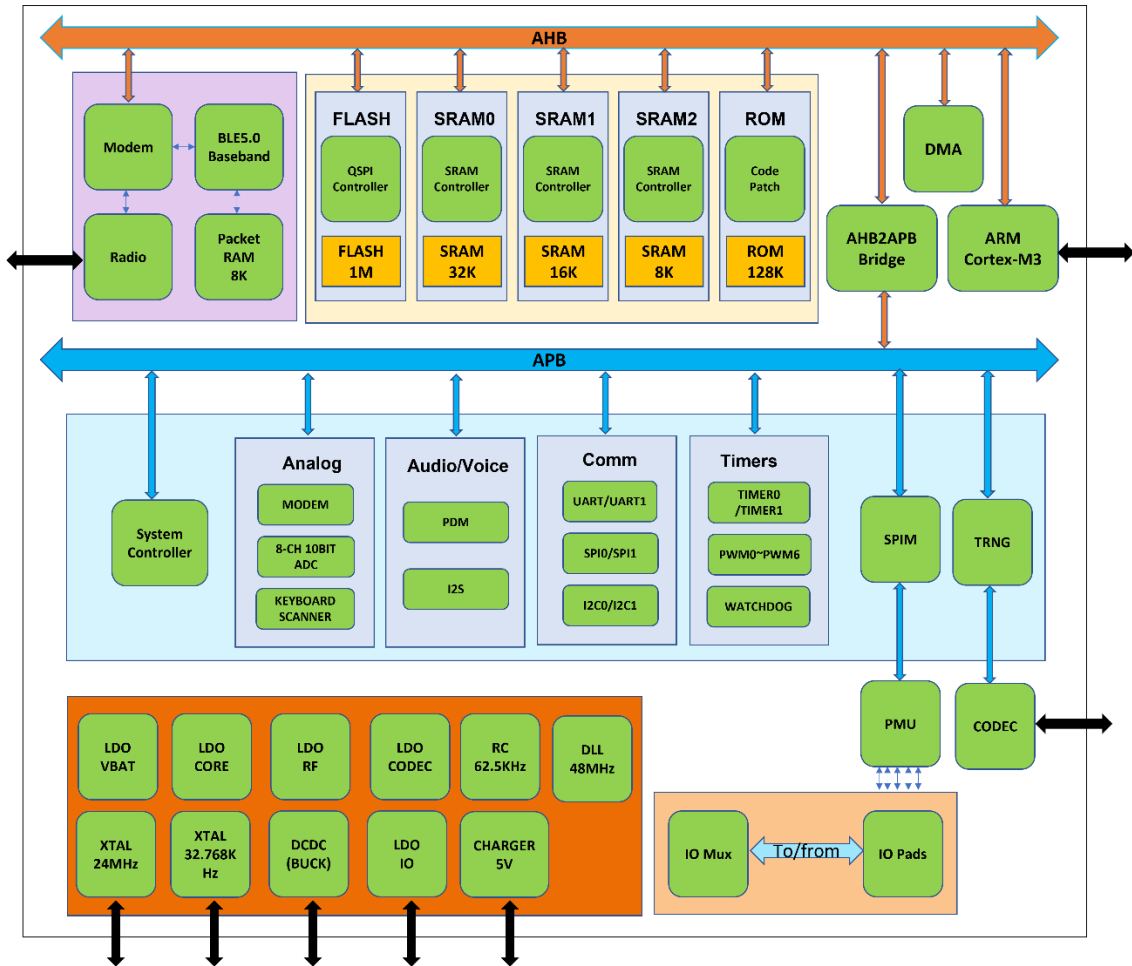 AHB
Modem
BLE5.0
Baseband
Radio
Packet
RAM
8K
FLASH
QSPI
Controller
FLASH
1M
SRAM0
SRAM
Controller
SRAM
32K
SRAM1
SRAM
Controller
SRAM
16K
SRAM2
SRAM
Controller
SRAM
8K
ROM
Code
Patch
ROM
128K
DMA
AHB2APB
Bridge
ARM
Cortex-M3
APB
System
Controller
Analog
MODEM
8-CH 10BIT
ADC
KEYBOARD
SCANNER
Audio/Voice
PDM
I2S
Comm
UART/UART1
SPI0/SPI1
I2C0/I2C1
Timers
TIMER0
/TIMER1
PWM0~PWM6
WATCHDOG
SPIM
TRNG
PMU
CODEC
LDO
VBAT
LDO
CORE
LDO
RF
LDO
CODEC
RC
62.5KHz
DLL
48MHz
XTAL
24MHz
XTAL
32.768K
Hz
DCDC
(BUCK)
LDO
IO
CHARGER
5V
IO Mux
To/from
IO Pads